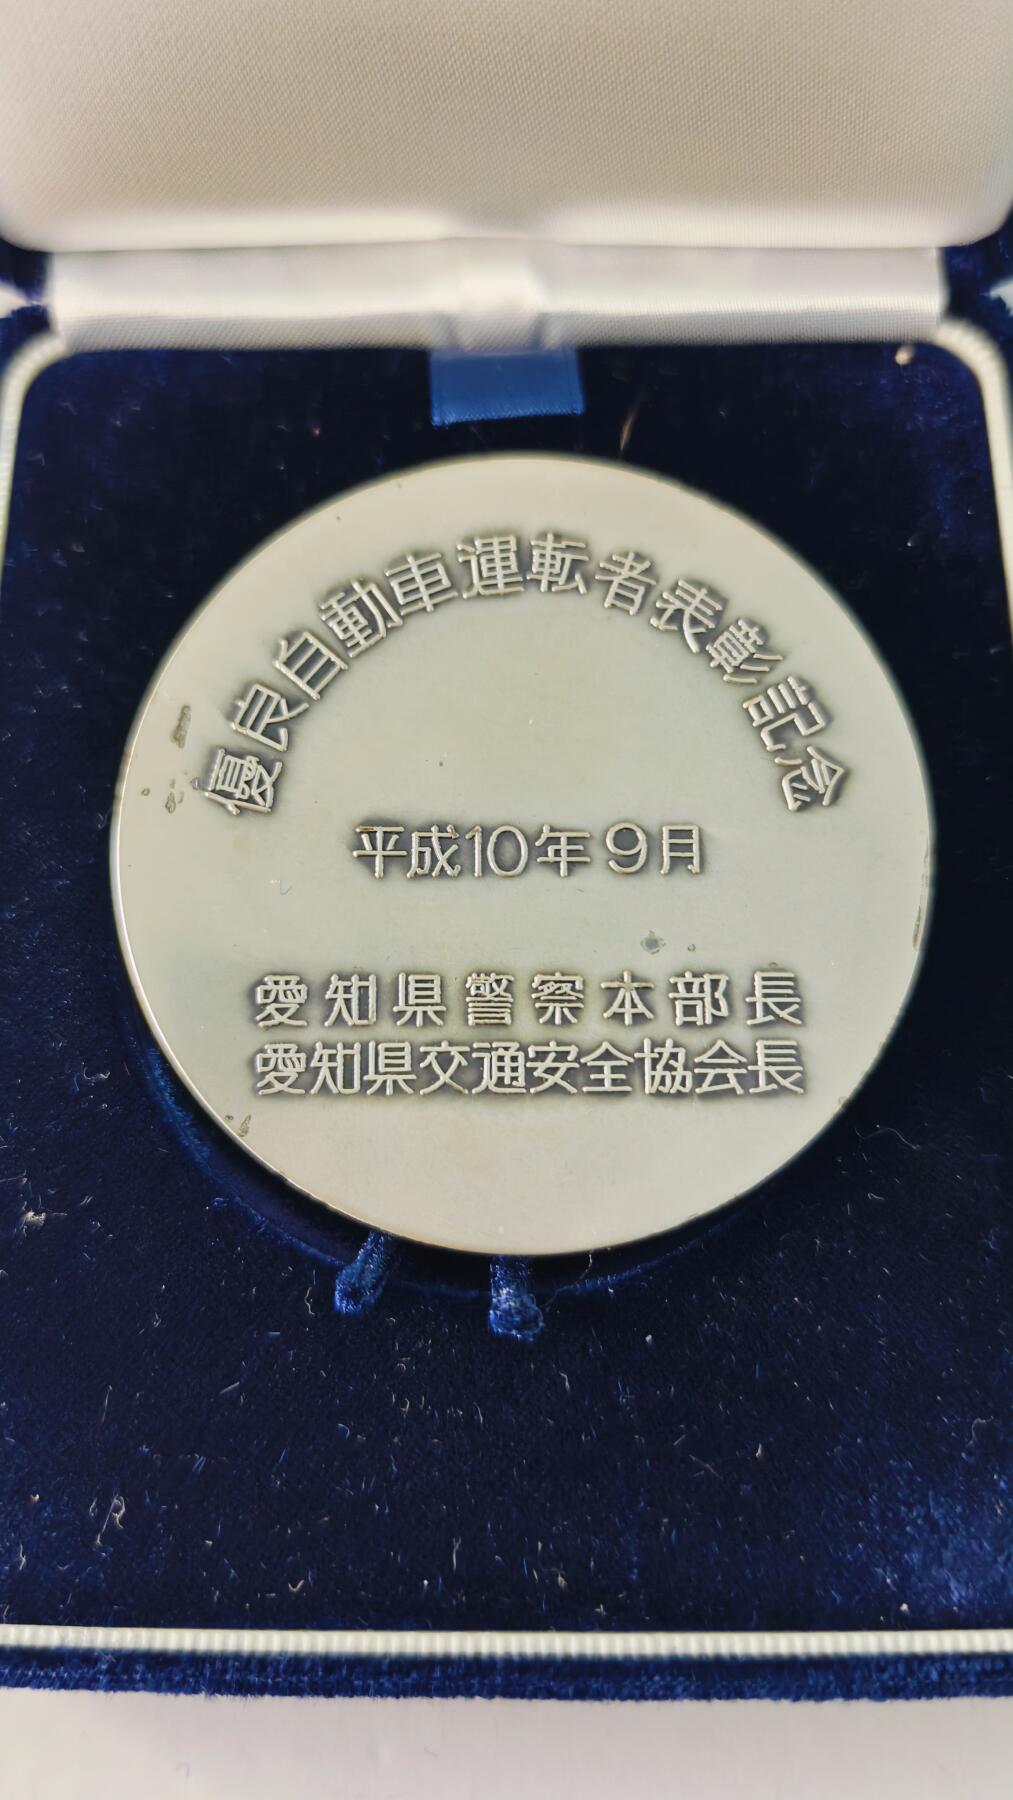 優良自動車運転者表彰記念
平成10年9月
愛知県警察本部長
愛知県交通安全協会長